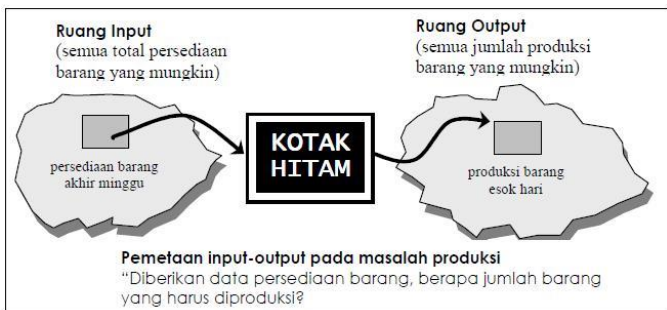 Ruang Input
(semua total persediaan
barang yang mungkin)
persediaan barang
akhir minggu
KOTAK
HITAM
Ruang Output
(semua jumlah produksi
barang yang mungkin)
produksi barang
esok hari
Pemetaan input-output pada masalah produksi
“Diberikan data persediaan barang, berapa jumlah barang
yang harus diproduksi?